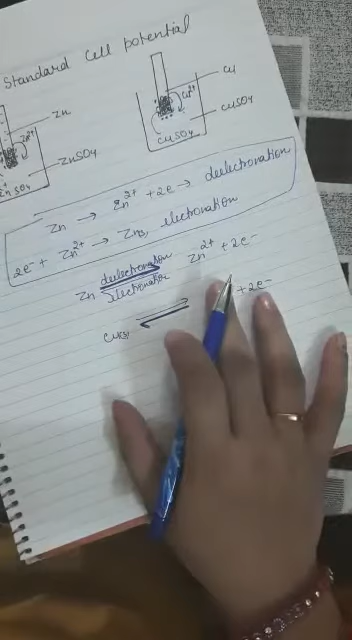 Standard Cell potential
Zn
Cu
Zn²⁺
Cu²⁺
ZnSO4
CuSO4
ZnSO4
CuSO4
Zn → Zn²⁺ + 2e⁻ → deelectronation
2e⁻ + Zn²⁺ → Zn(s), electronation
deelectronation
Zn ⇌ Zn²⁺ + 2e⁻
electronation
Cu(s) ⇌ +2e⁻